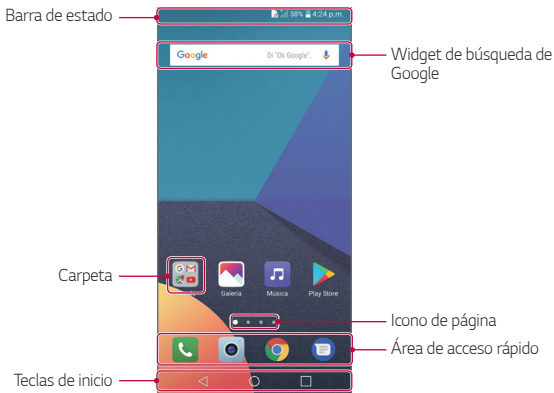 Barra de estado
38% 4:24 p.m.
Google Di "Ok Google".
Widget de búsqueda de
Google
Carpeta
Galería Música Play Store
Icono de página
Área de acceso rápido
Teclas de inicio